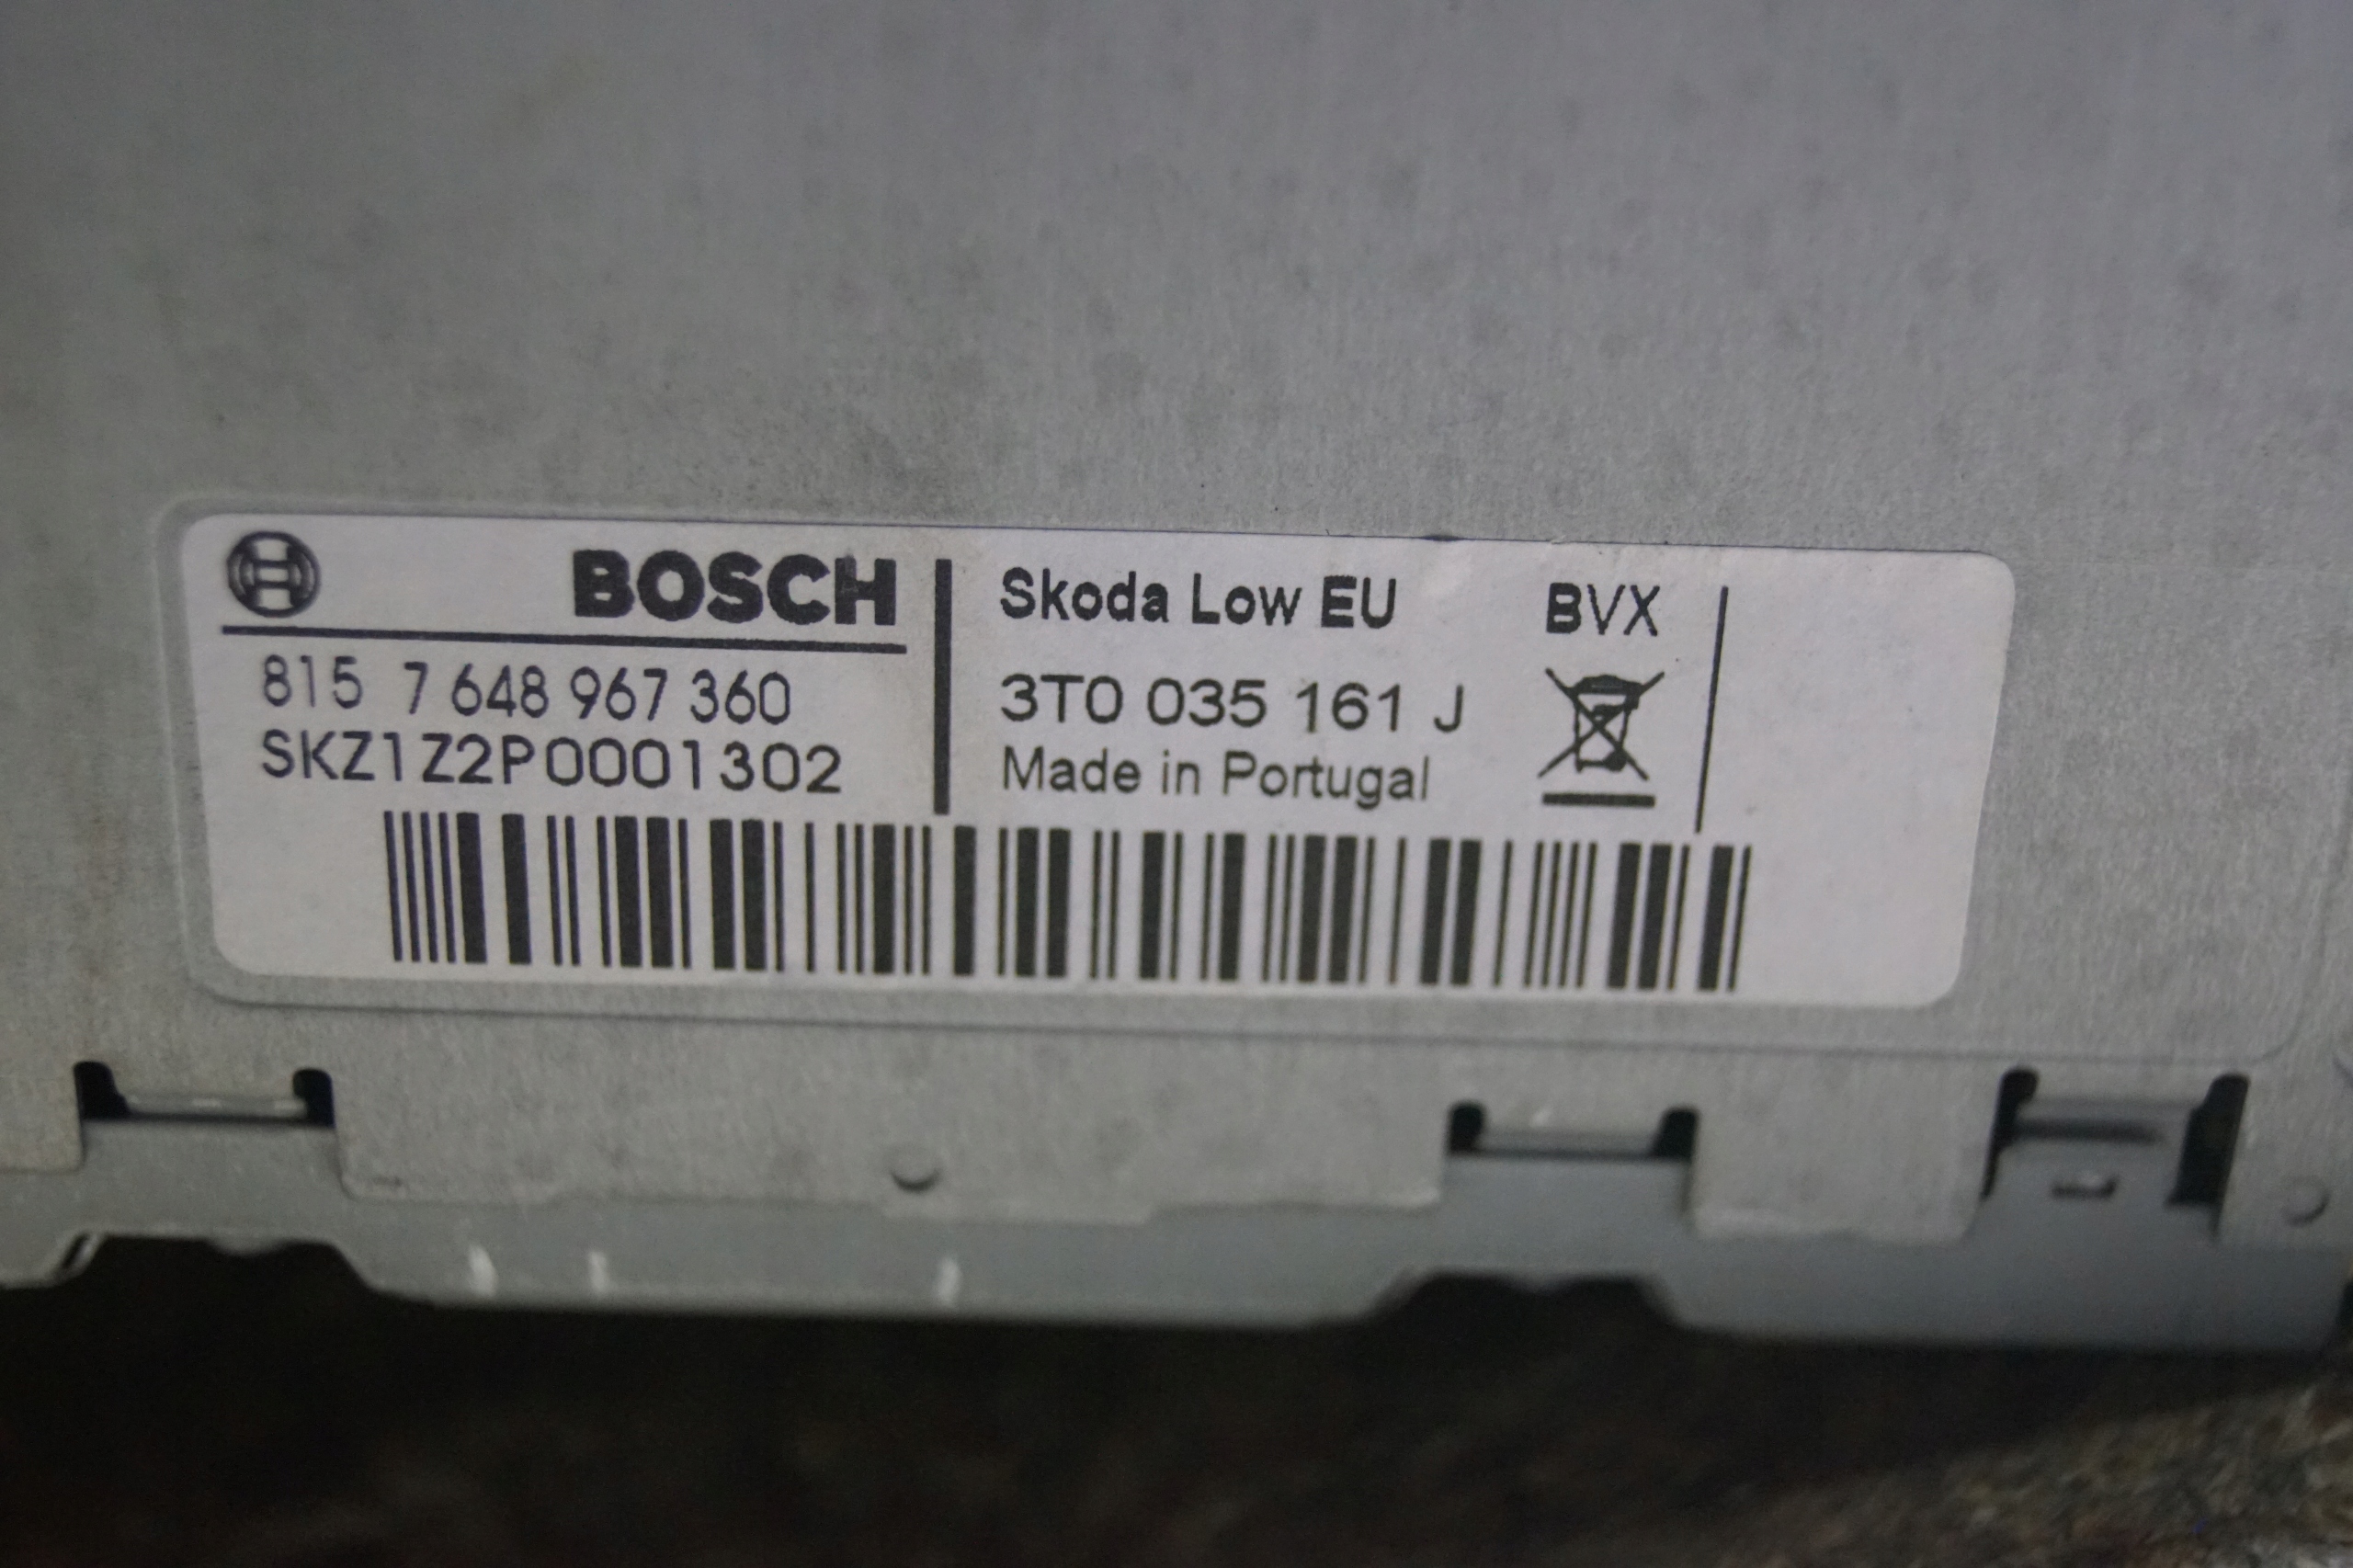 BOSCH
815 7 648 967 360
SKZ1Z2P0001302
Skoda Low EU BVX
3T0 035 161 J
Made in Portugal